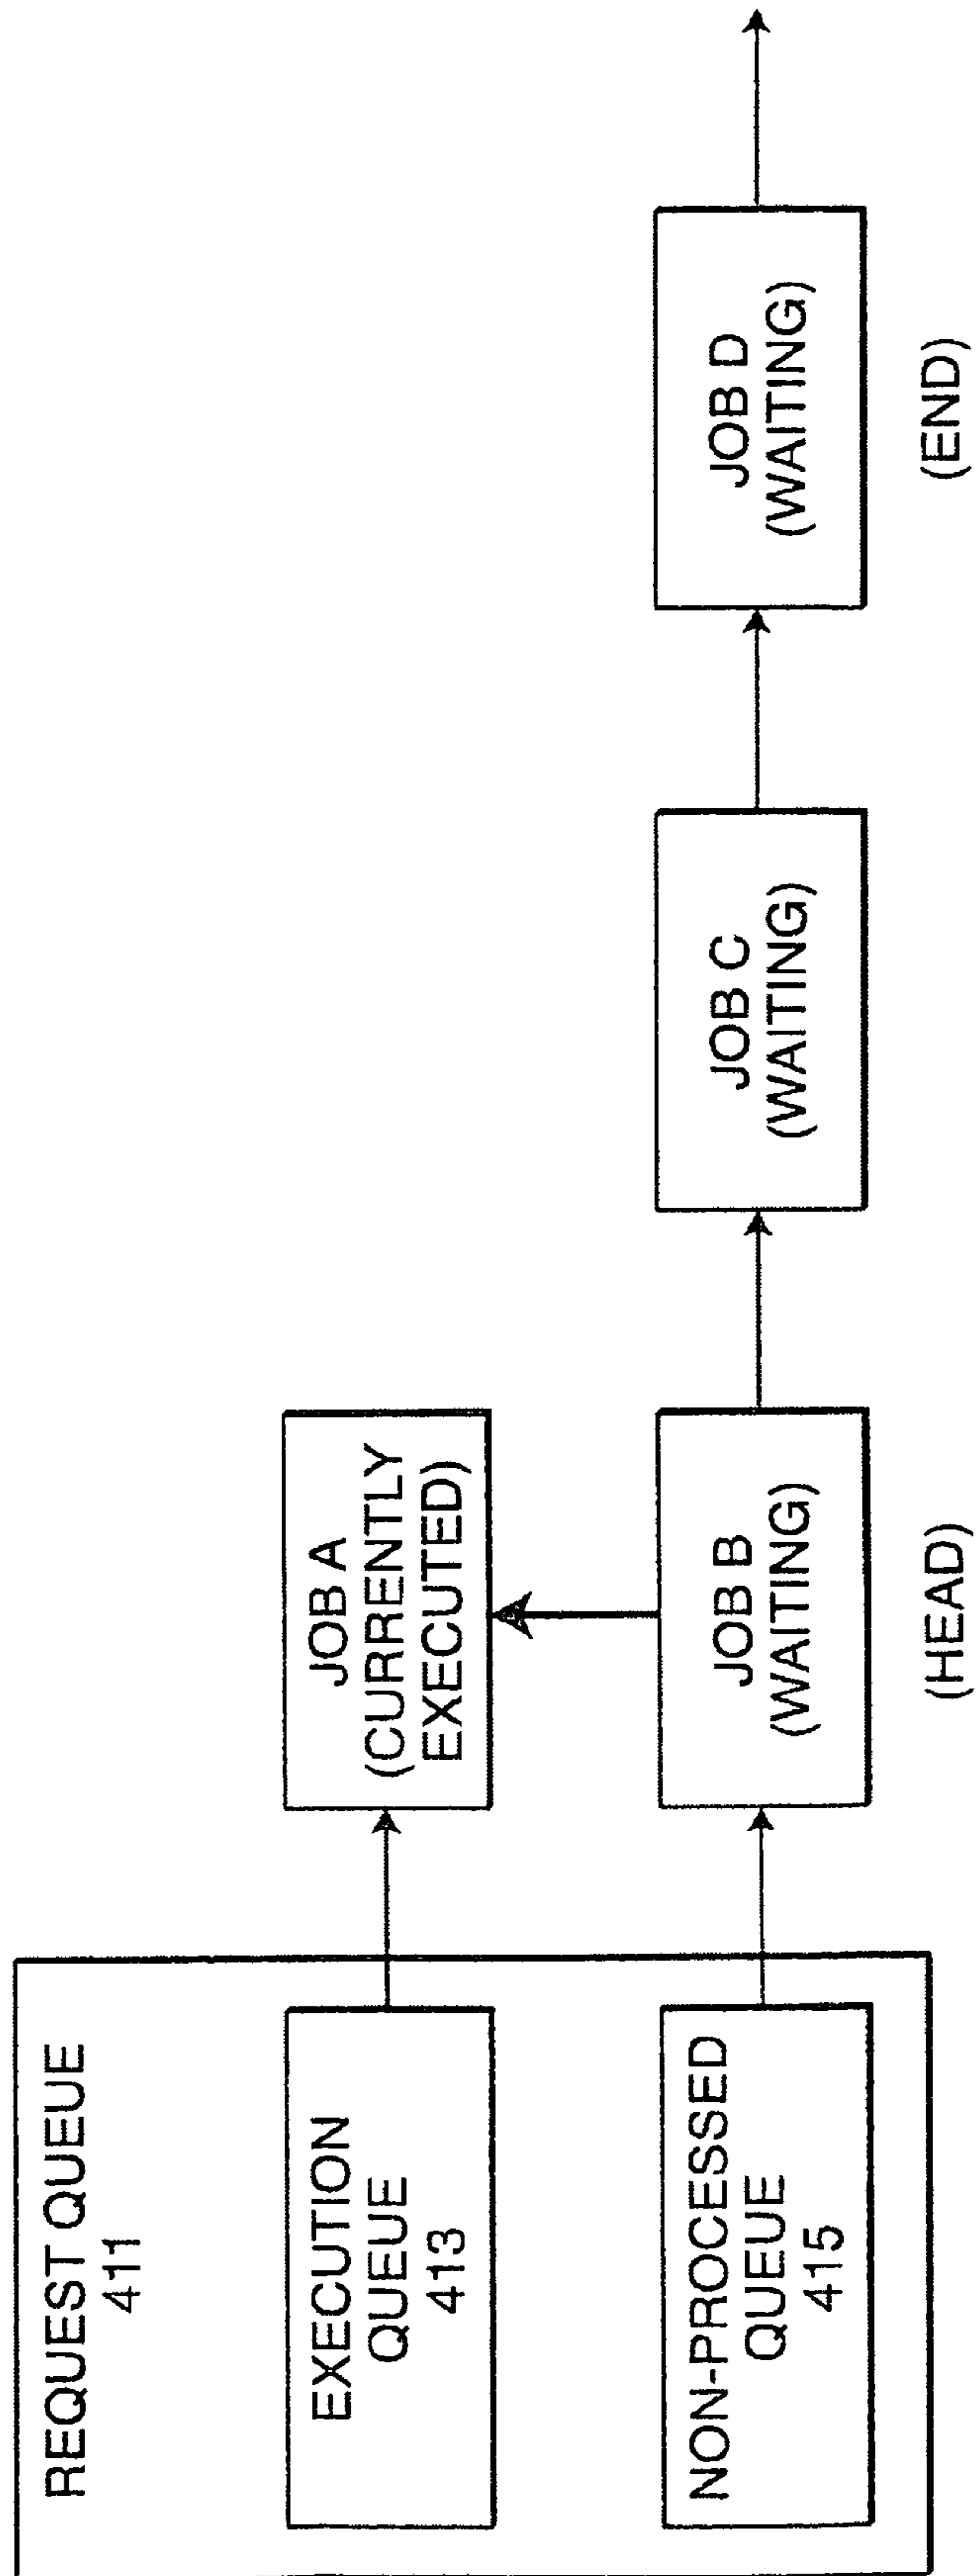 REQUEST QUEUE
411
EXECUTION
QUEUE
413
JOB A
(CURRENTLY
EXECUTED)
NON-PROCESSED
QUEUE
415
JOB B
(WAITING)
JOB C
(WAITING)
JOB D
(WAITING)
(HEAD)
(END)